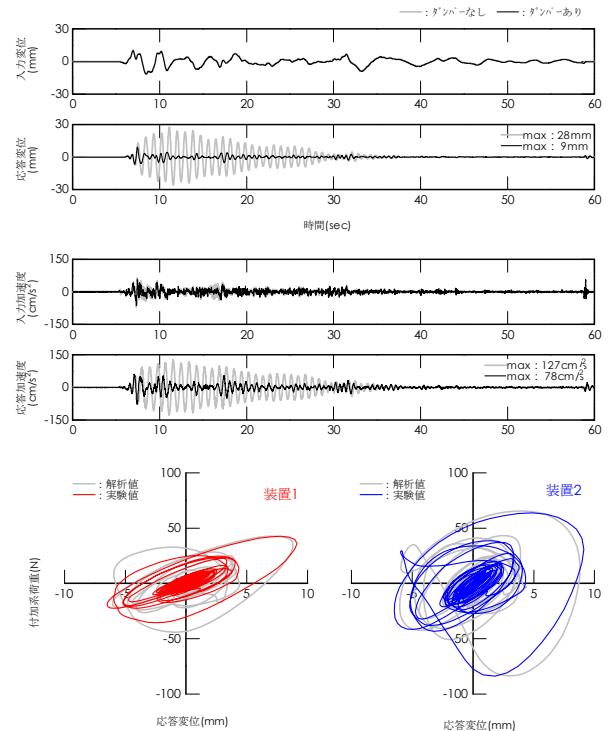 : ﾀﾞﾝﾊﾟｰなし : ﾀﾞﾝﾊﾟｰあり
入力変位
(mm)
30
0
-30
0 10 20 30 40 50 60
応答変位
(mm)
30
0
-30
max : 28mm
max : 9mm
0 10 20 30 40 50 60
時間(sec)
入力加速度
(cm/s²)
150
0
-150
0 10 20 30 40 50 60
応答加速度
(cm/s²)
150
0
-150
max : 127cm/s²
max : 78cm/s²
0 10 20 30 40 50 60
: 解析値
: 実験値
装置1
付加系荷重(N)
100
50
0
-50
-100
-10 -5 0 5 10
応答変位(mm)
: 解析値
: 実験値
装置2
100
50
0
-50
-100
-10 -5 0 5 10
応答変位(mm)